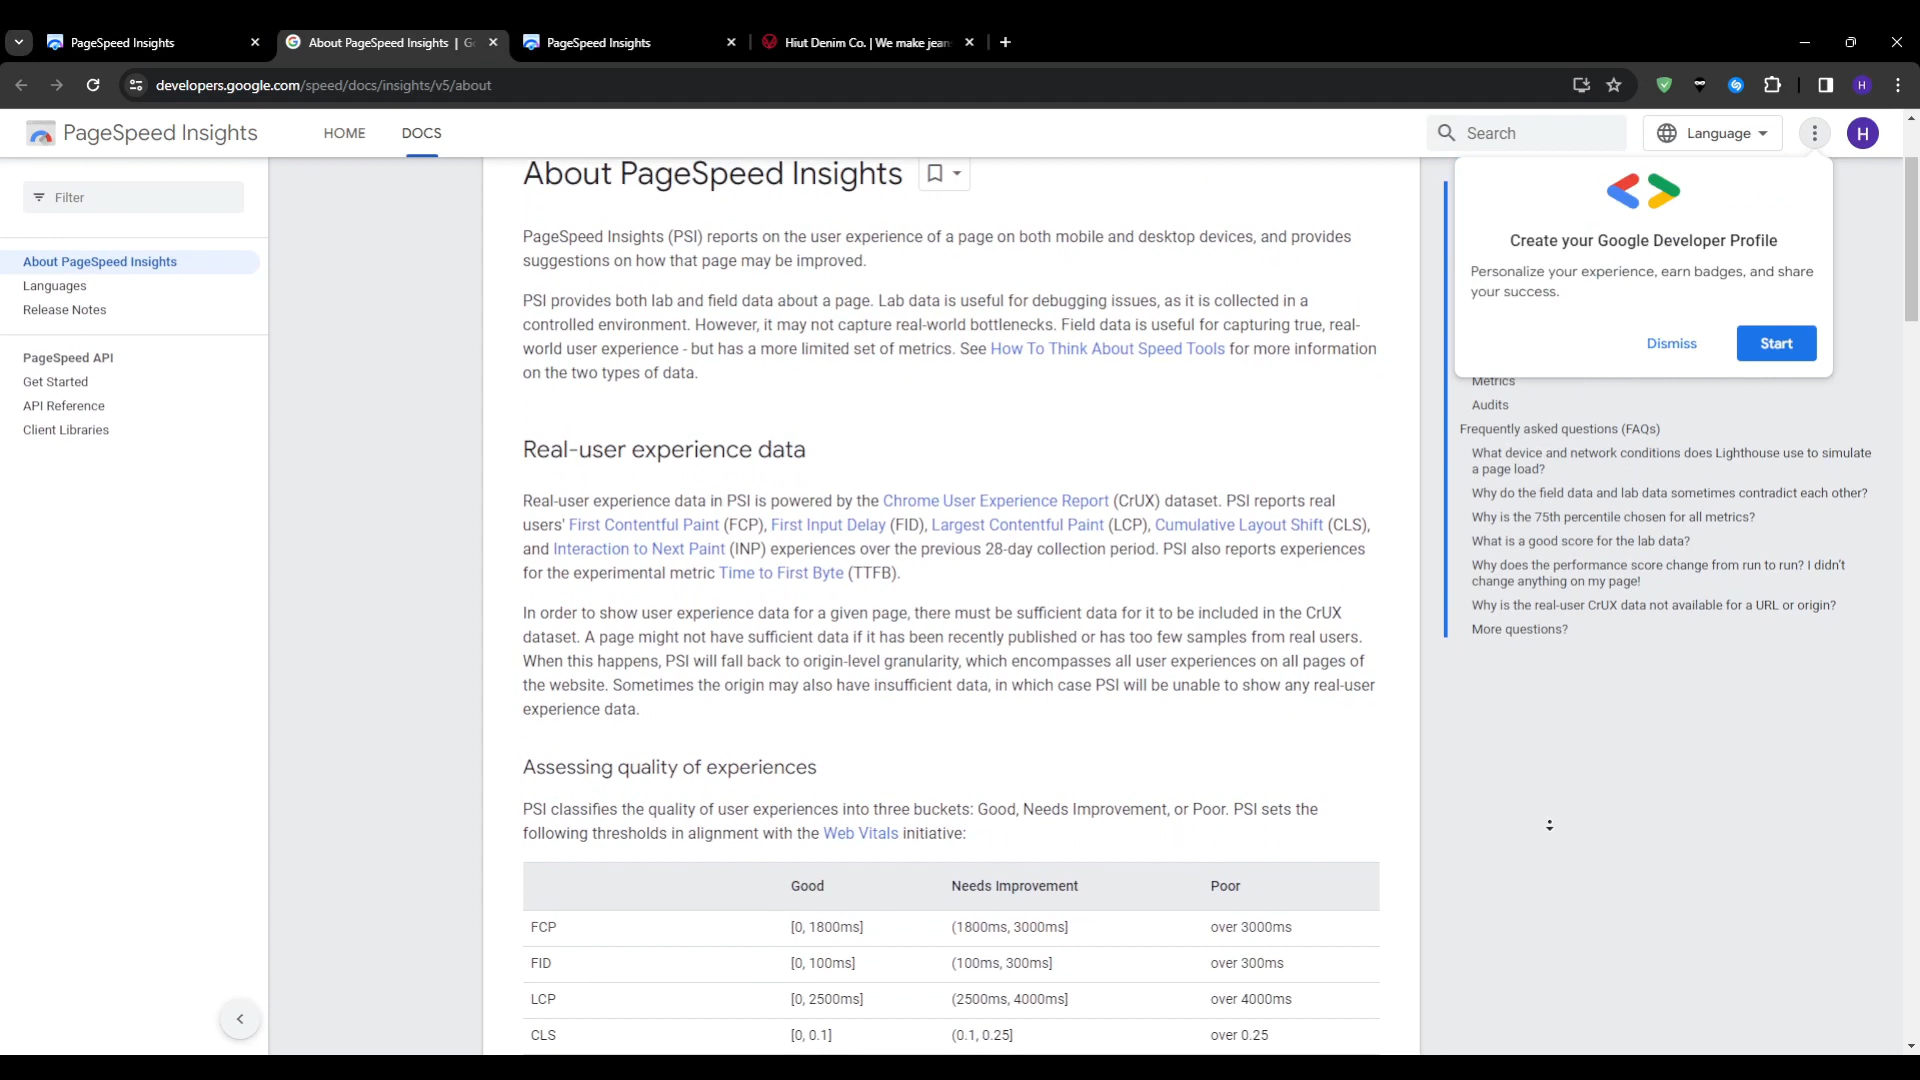 PageSpeed Insights
About PageSpeed Insights | Go
PageSpeed Insights
Hiut Denim Co. | We make jean
developers.google.com/speed/docs/insights/v5/about
H
PageSpeed Insights
HOME
DOCS
Search
Language
H
Filter
About PageSpeed Insights
Languages
Release Notes
PageSpeed API
Get Started
API Reference
Client Libraries
About PageSpeed Insights
PageSpeed Insights (PSI) reports on the user experience of a page on both mobile and desktop devices, and provides
suggestions on how that page may be improved.
PSI provides both lab and field data about a page. Lab data is useful for debugging issues, as it is collected in a
controlled environment. However, it may not capture real-world bottlenecks. Field data is useful for capturing true, real-
world user experience - but has a more limited set of metrics. See How To Think About Speed Tools for more information
on the two types of data.
Real-user experience data
Real-user experience data in PSI is powered by the Chrome User Experience Report (CrUX) dataset. PSI reports real
users' First Contentful Paint (FCP), First Input Delay (FID), Largest Contentful Paint (LCP), Cumulative Layout Shift (CLS),
and Interaction to Next Paint (INP) experiences over the previous 28-day collection period. PSI also reports experiences
for the experimental metric Time to First Byte (TTFB).
In order to show user experience data for a given page, there must be sufficient data for it to be included in the CrUX
dataset. A page might not have sufficient data if it has been recently published or has too few samples from real users.
When this happens, PSI will fall back to origin-level granularity, which encompasses all user experiences on all pages of
the website. Sometimes the origin may also have insufficient data, in which case PSI will be unable to show any real-user
experience data.
Assessing quality of experiences
PSI classifies the quality of user experiences into three buckets: Good, Needs Improvement, or Poor. PSI sets the
following thresholds in alignment with the Web Vitals initiative:
Good Needs Improvement Poor
FCP [0, 1800ms] (1800ms, 3000ms] over 3000ms
FID [0, 100ms] (100ms, 300ms] over 300ms
LCP [0, 2500ms] (2500ms, 4000ms] over 4000ms
CLS [0, 0.1] (0.1, 0.25] over 0.25
Create your Google Developer Profile
Personalize your experience, earn badges, and share
your success.
Dismiss
Start
Metrics
Audits
Frequently asked questions (FAQs)
What device and network conditions does Lighthouse use to simulate
a page load?
Why do the field data and lab data sometimes contradict each other?
Why is the 75th percentile chosen for all metrics?
What is a good score for the lab data?
Why does the performance score change from run to run? I didn't
change anything on my page!
Why is the real-user CrUX data not available for a URL or origin?
More questions?